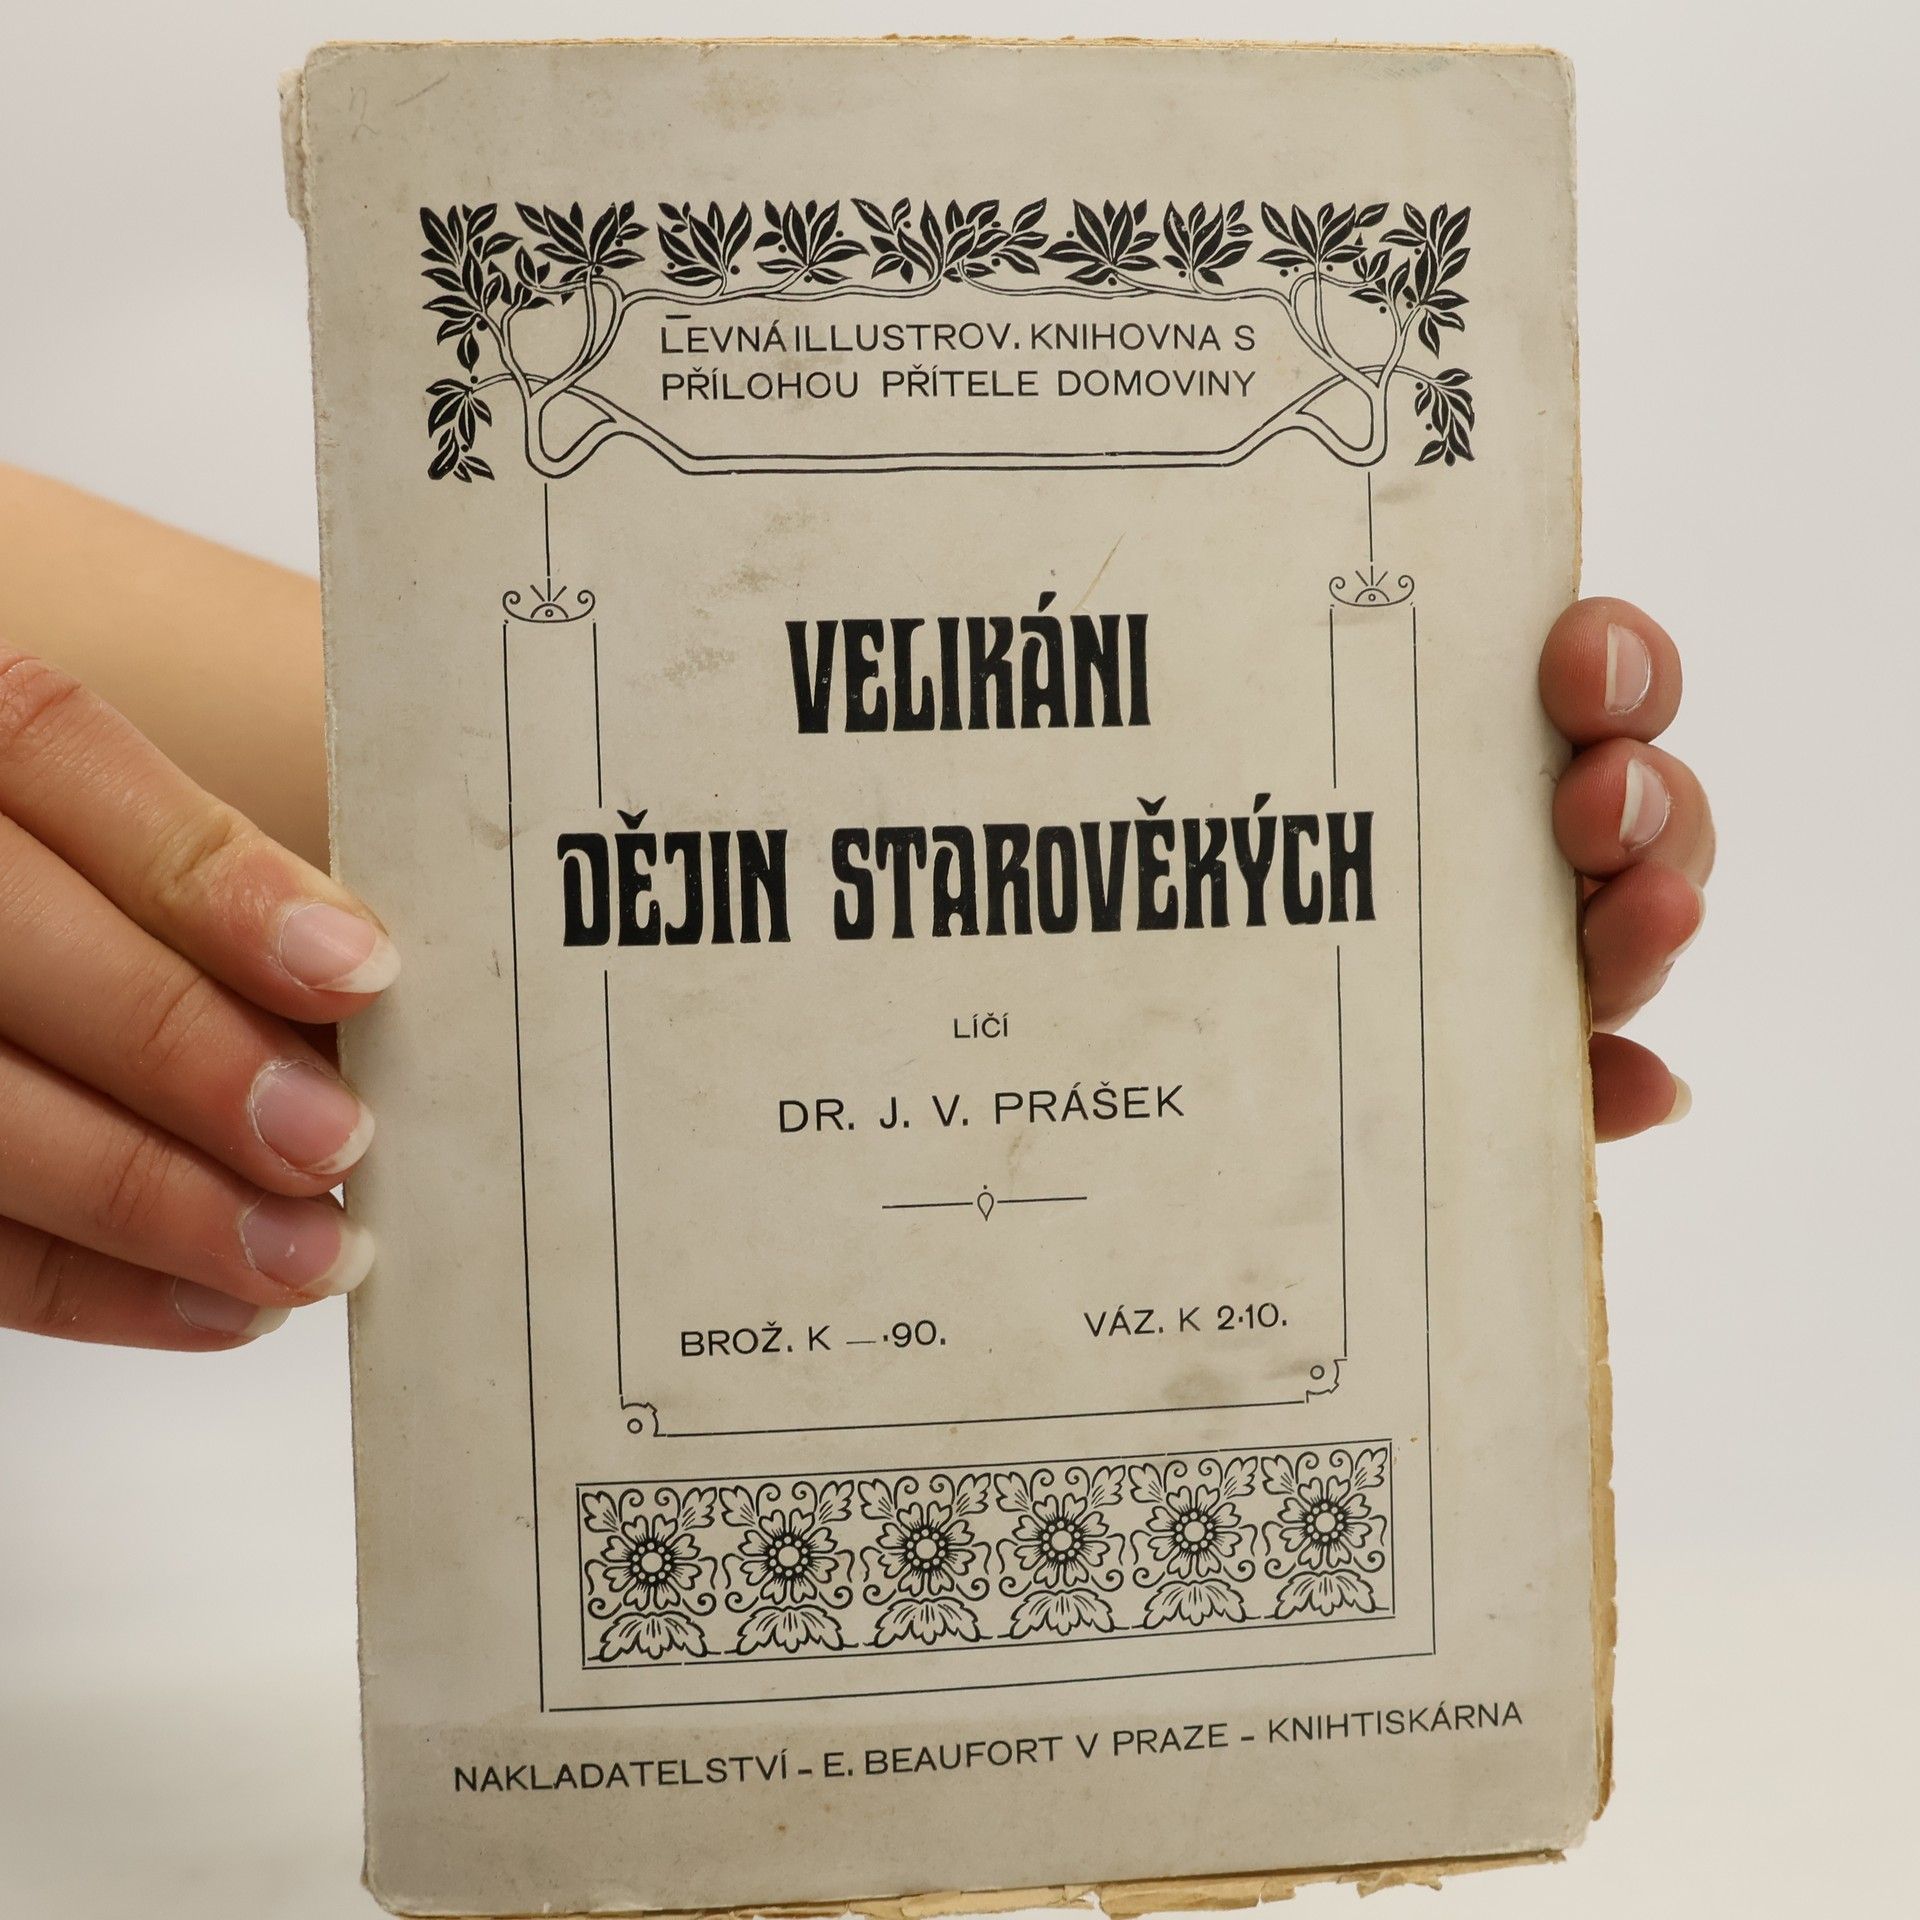 LEVNÁ ILLUSTROV. KNIHOVNA S
PŘÍLOHOU PŘÍTELE DOMOVINY
VELIKÁNI
DĚJIN STAROVĚKÝCH
LÍČÍ
DR. J. V. PRÁŠEK
BROŽ. K —·90. VÁZ. K 2·10.
NAKLADATELSTVÍ - E. BEAUFORT V PRAZE - KNIHTISKÁRNA